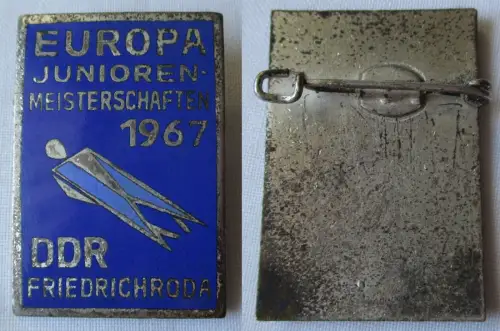 EUROPA
JUNIOREN-
MEISTERSCHAFTEN
1967
DDR
FRIEDRICHRODA